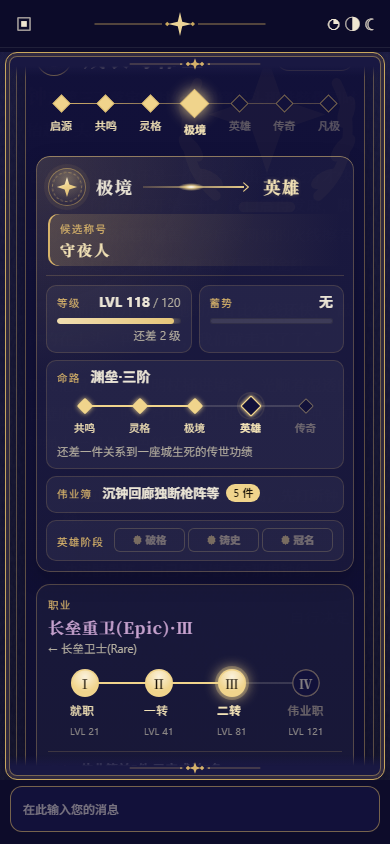 启源 共鸣 灵格 极境 英雄 传奇 凡极
极境 英雄
候选称号
守夜人
等级 LVL 118 / 120
还差 2 级
蓄势 无
命路 渊垒·三阶
共鸣 灵格 极境 英雄 传奇
还差一件关系到一座城生死的传世功绩
伟业簿 沉钟回廊独断枪阵等 5 件
英雄阶段 破格 铸史 冠名
职业
长垒重卫(Epic)·III
← 长垒卫士(Rare)
I II III IV
就职 一转 二转 伟业职
LVL 21 LVL 41 LVL 81 LVL 121
在此输入您的消息